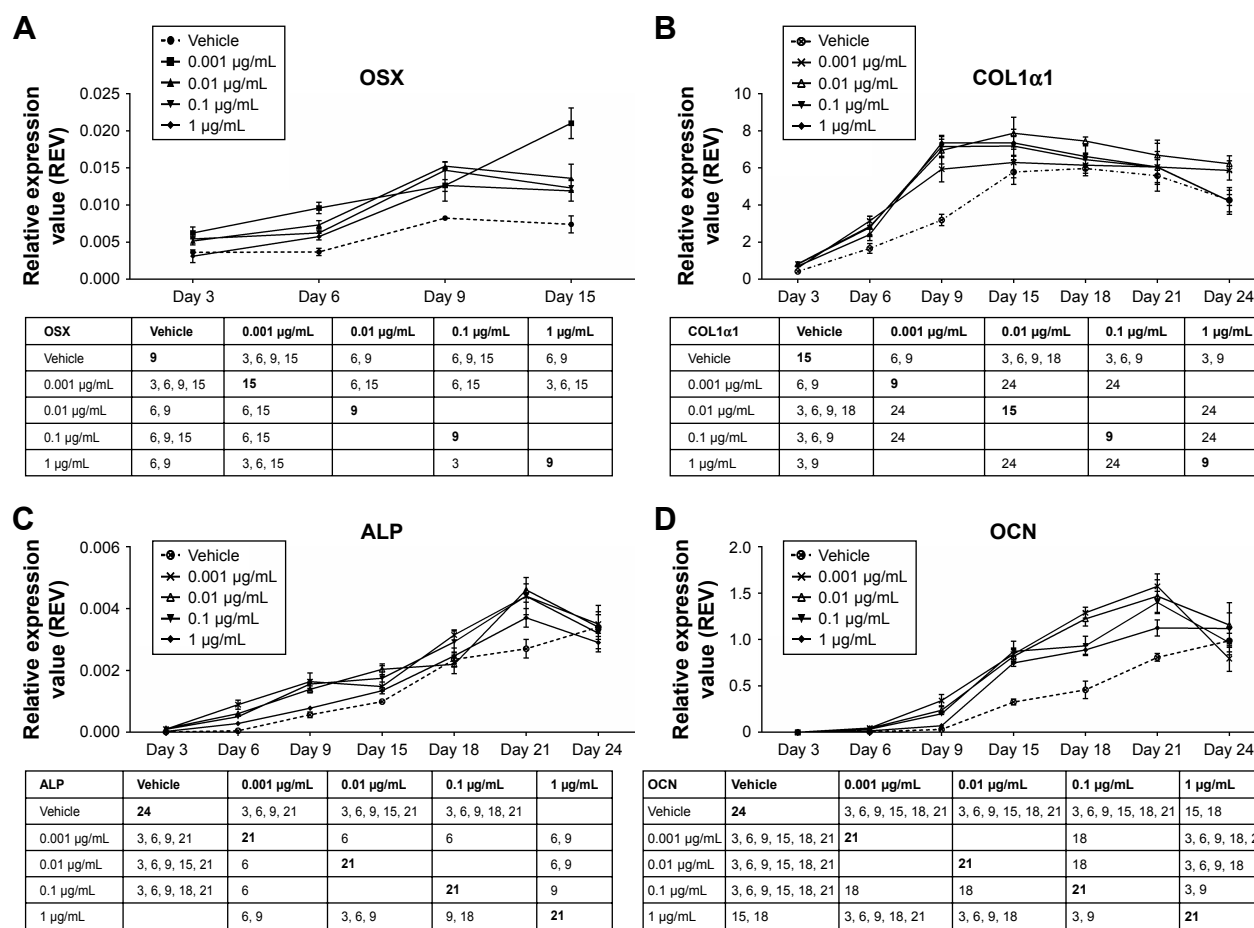 A
Vehicle
0.001 µg/mL
0.01 µg/mL
0.1 µg/mL
1 µg/mL
OSX
Relative expression
value (REV)
0.025
0.020
0.015
0.010
0.005
0.000
Day 3 Day 6 Day 9 Day 15
OSX Vehicle 0.001 µg/mL 0.01 µg/mL 0.1 µg/mL 1 µg/mL
Vehicle 9 3, 6, 9, 15 6, 9 6, 9, 15 6, 9
0.001 µg/mL 3, 6, 9, 15 15 6, 15 6, 15 3, 6, 15
0.01 µg/mL 6, 9 6, 15 9
0.1 µg/mL 6, 9, 15 6, 15 9
1 µg/mL 6, 9 3, 6, 15 3 9
B
Vehicle
0.001 µg/mL
0.01 µg/mL
0.1 µg/mL
1 µg/mL
COL1α1
Relative expression
value (REV)
10
8
6
4
2
0
Day 3 Day 6 Day 9 Day 15 Day 18 Day 21 Day 24
COL1α1 Vehicle 0.001 µg/mL 0.01 µg/mL 0.1 µg/mL 1 µg/mL
Vehicle 15 6, 9 3, 6, 9, 18 3, 6, 9 3, 9
0.001 µg/mL 6, 9 9 24 24
0.01 µg/mL 3, 6, 9, 18 24 15 24
0.1 µg/mL 3, 6, 9 24 9 24
1 µg/mL 3, 9 24 24 9
C
Vehicle
0.001 µg/mL
0.01 µg/mL
0.1 µg/mL
1 µg/mL
ALP
Relative expression
value (REV)
0.006
0.004
0.002
0.000
Day 3 Day 6 Day 9 Day 15 Day 18 Day 21 Day 24
ALP Vehicle 0.001 µg/mL 0.01 µg/mL 0.1 µg/mL 1 µg/mL
Vehicle 24 3, 6, 9, 21 3, 6, 9, 15, 21 3, 6, 9, 18, 21
0.001 µg/mL 3, 6, 9, 21 21 6 6 6, 9
0.01 µg/mL 3, 6, 9, 15, 21 6 21 6, 9
0.1 µg/mL 3, 6, 9, 18, 21 6 21 9
1 µg/mL 6, 9 3, 6, 9 9, 18 21
D
Vehicle
0.001 µg/mL
0.01 µg/mL
0.1 µg/mL
1 µg/mL
OCN
Relative expression
value (REV)
2.0
1.5
1.0
0.5
0
Day 3 Day 6 Day 9 Day 15 Day 18 Day 21 Day 24
OCN Vehicle 0.001 µg/mL 0.01 µg/mL 0.1 µg/mL 1 µg/mL
Vehicle 24 3, 6, 9, 15, 18, 21 3, 6, 9, 15, 18, 21 3, 6, 9, 15, 18, 21 15, 18
0.001 µg/mL 3, 6, 9, 15, 18, 21 21 18 3, 6, 9, 18,
0.01 µg/mL 3, 6, 9, 15, 18, 21 21 18 3, 6, 9, 18
0.1 µg/mL 3, 6, 9, 15, 18, 21 18 18 21 3, 9
1 µg/mL 15, 18 3, 6, 9, 18, 21 3, 6, 9, 18 3, 9 21